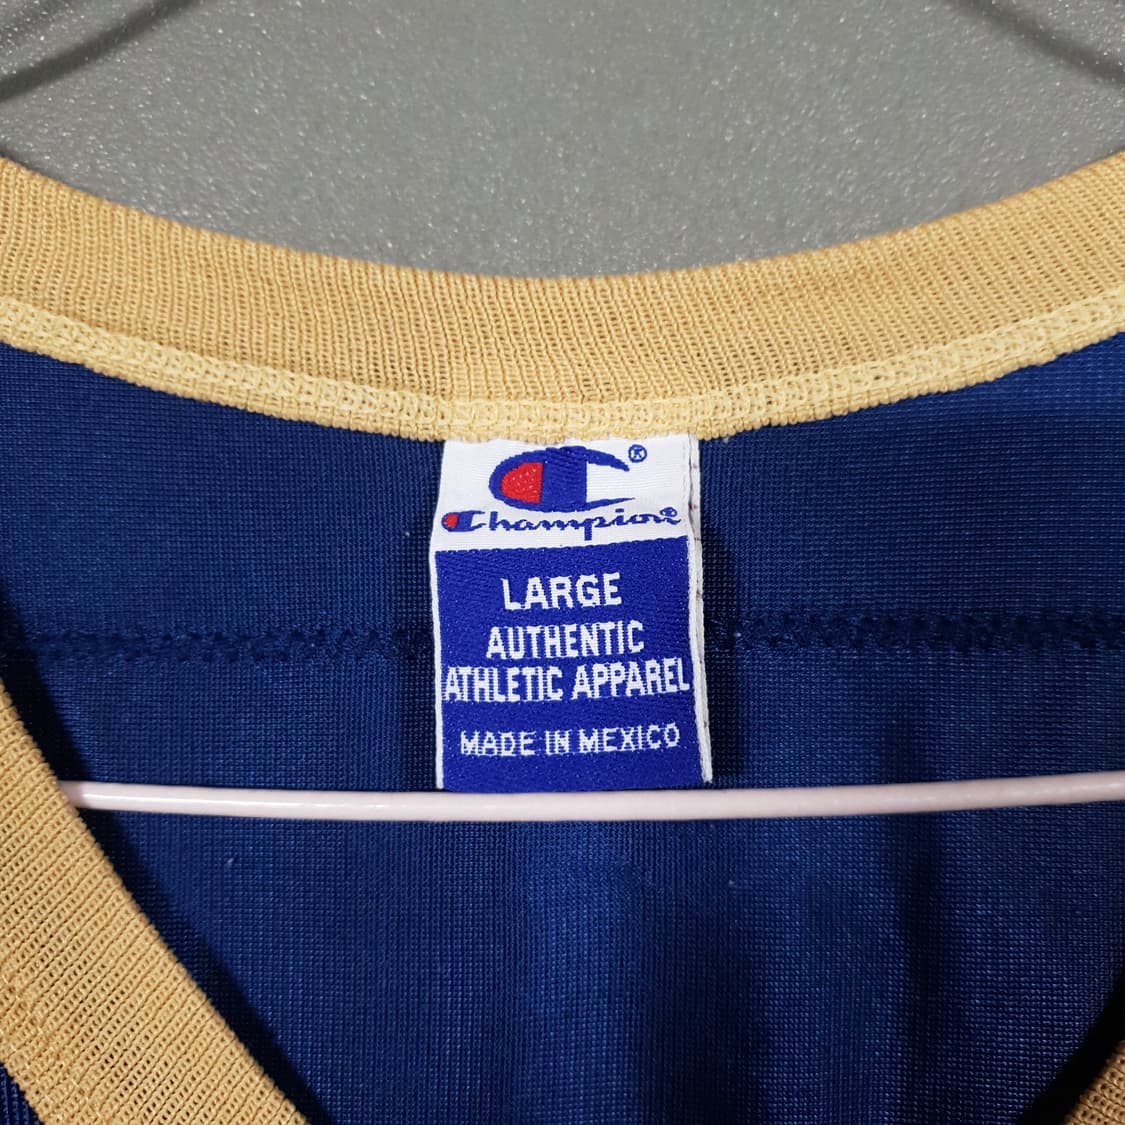 ®
Champion®
LARGE
AUTHENTIC
ATHLETIC APPAREL
MADE IN MEXICO